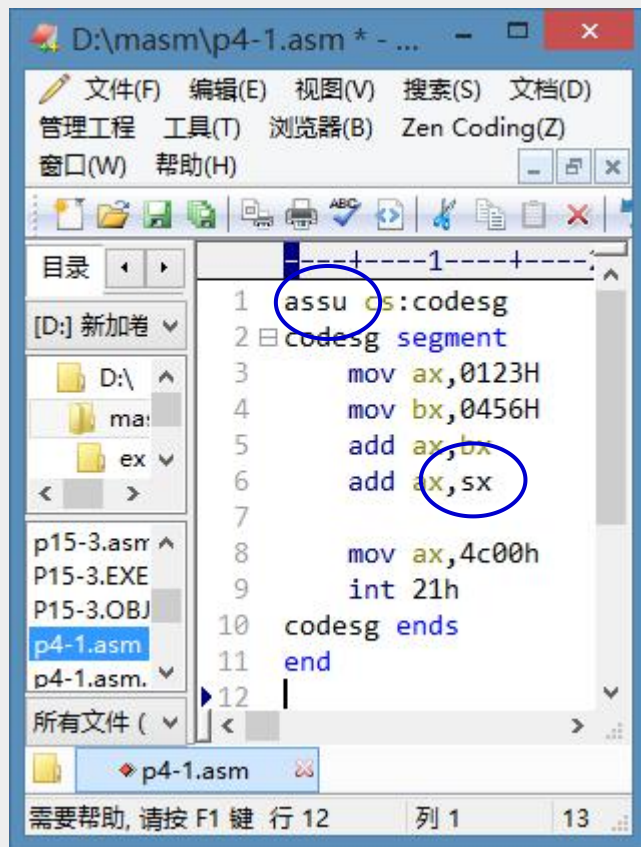 D:\masm\p4-1.asm * - ...
文件(F) 编辑(E) 视图(V) 搜索(S) 文档(D)
管理工程 工具(T) 浏览器(B) Zen Coding(Z)
窗口(W) 帮助(H)
ABC
目录
[D:] 新加卷
D:\
mas
ex
p15-3.asm
P15-3.EXE
P15-3.OBJ
p4-1.asm
p4-1.asm.
所有文件 (
----+----1----+----2
1 assu cs:codesg
2 codesg segment
3 mov ax,0123H
4 mov bx,0456H
5 add ax,bx
6 add ax,sx
7
8 mov ax,4c00h
9 int 21h
10 codesg ends
11 end
12
p4-1.asm
需要帮助, 请按 F1 键 行 12 列 1 13